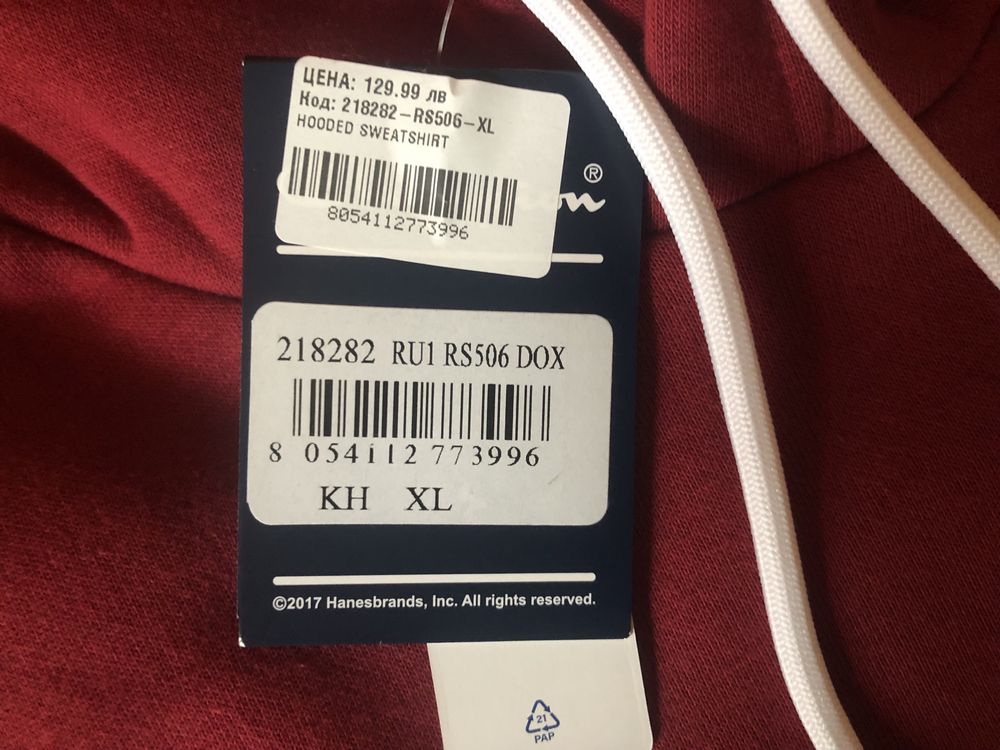 ЦЕНА: 129.99 лв
Код: 218282-RS506-XL
HOODED SWEATSHIRT
8054112773996
®
218282 RU1 RS506 DOX
8 054112 773996
KH XL
©2017 Hanesbrands, Inc. All rights reserved.
21
PAP